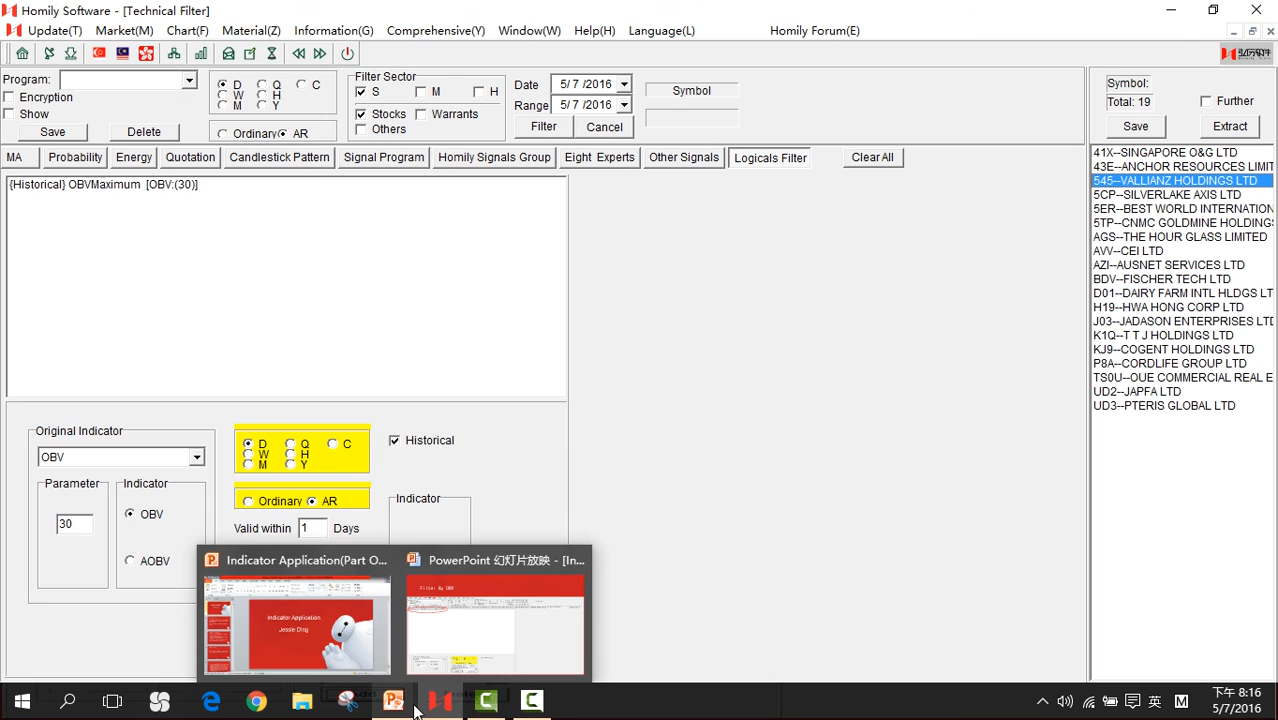 Homily Software - [Technical Filter]
Update(T) Market(M) Chart(F) Material(Z) Information(G) Comprehensive(Y) Window(W) Help(H) Language(L) Homily Forum(E)
弘历软件
Program:
Encryption
Show
Save Delete
D Q C
W H
M Y
Ordinary AR
Filter Sector
S M H
Stocks Warrants
Others
Date 5/ 7 /2016
Range 5/ 7 /2016
Filter Cancel
Symbol
Symbol:
Total: 19 Further
Save Extract
MA Probability Energy Quotation Candlestick Pattern Signal Program Homily Signals Group Eight Experts Other Signals Logicals Filter Clear All
{Historical} OBVMaximum [OBV:(30)]
41X--SINGAPORE O&G LTD
43E--ANCHOR RESOURCES LIMIT
545--VALLIANZ HOLDINGS LTD
5CP--SILVERLAKE AXIS LTD
5ER--BEST WORLD INTERNATION
5TP--CNMC GOLDMINE HOLDINGS
AGS--THE HOUR GLASS LIMITED
AVV--CEI LTD
AZI--AUSNET SERVICES LTD
BDV--FISCHER TECH LTD
D01--DAIRY FARM INTL HLDGS LT
H19--HWA HONG CORP LTD
J03--JADASON ENTERPRISES LTD
K1Q--T T J HOLDINGS LTD
KJ9--COGENT HOLDINGS LTD
P8A--CORDLIFE GROUP LTD
TS0U--OUE COMMERCIAL REAL E
UD2--JAPFA LTD
UD3--PTERIS GLOBAL LTD
Original Indicator
OBV
Parameter
30
Indicator
OBV
AOBV
D Q C
W H
M Y
Historical
Ordinary AR
Valid within 1 Days
Indicator
Indicator Application(Part O...
PowerPoint 幻灯片放映 - [In...
Indicator Application
Jessie Ding
Filter By OBV
英
下午 8:16
5/7/2016